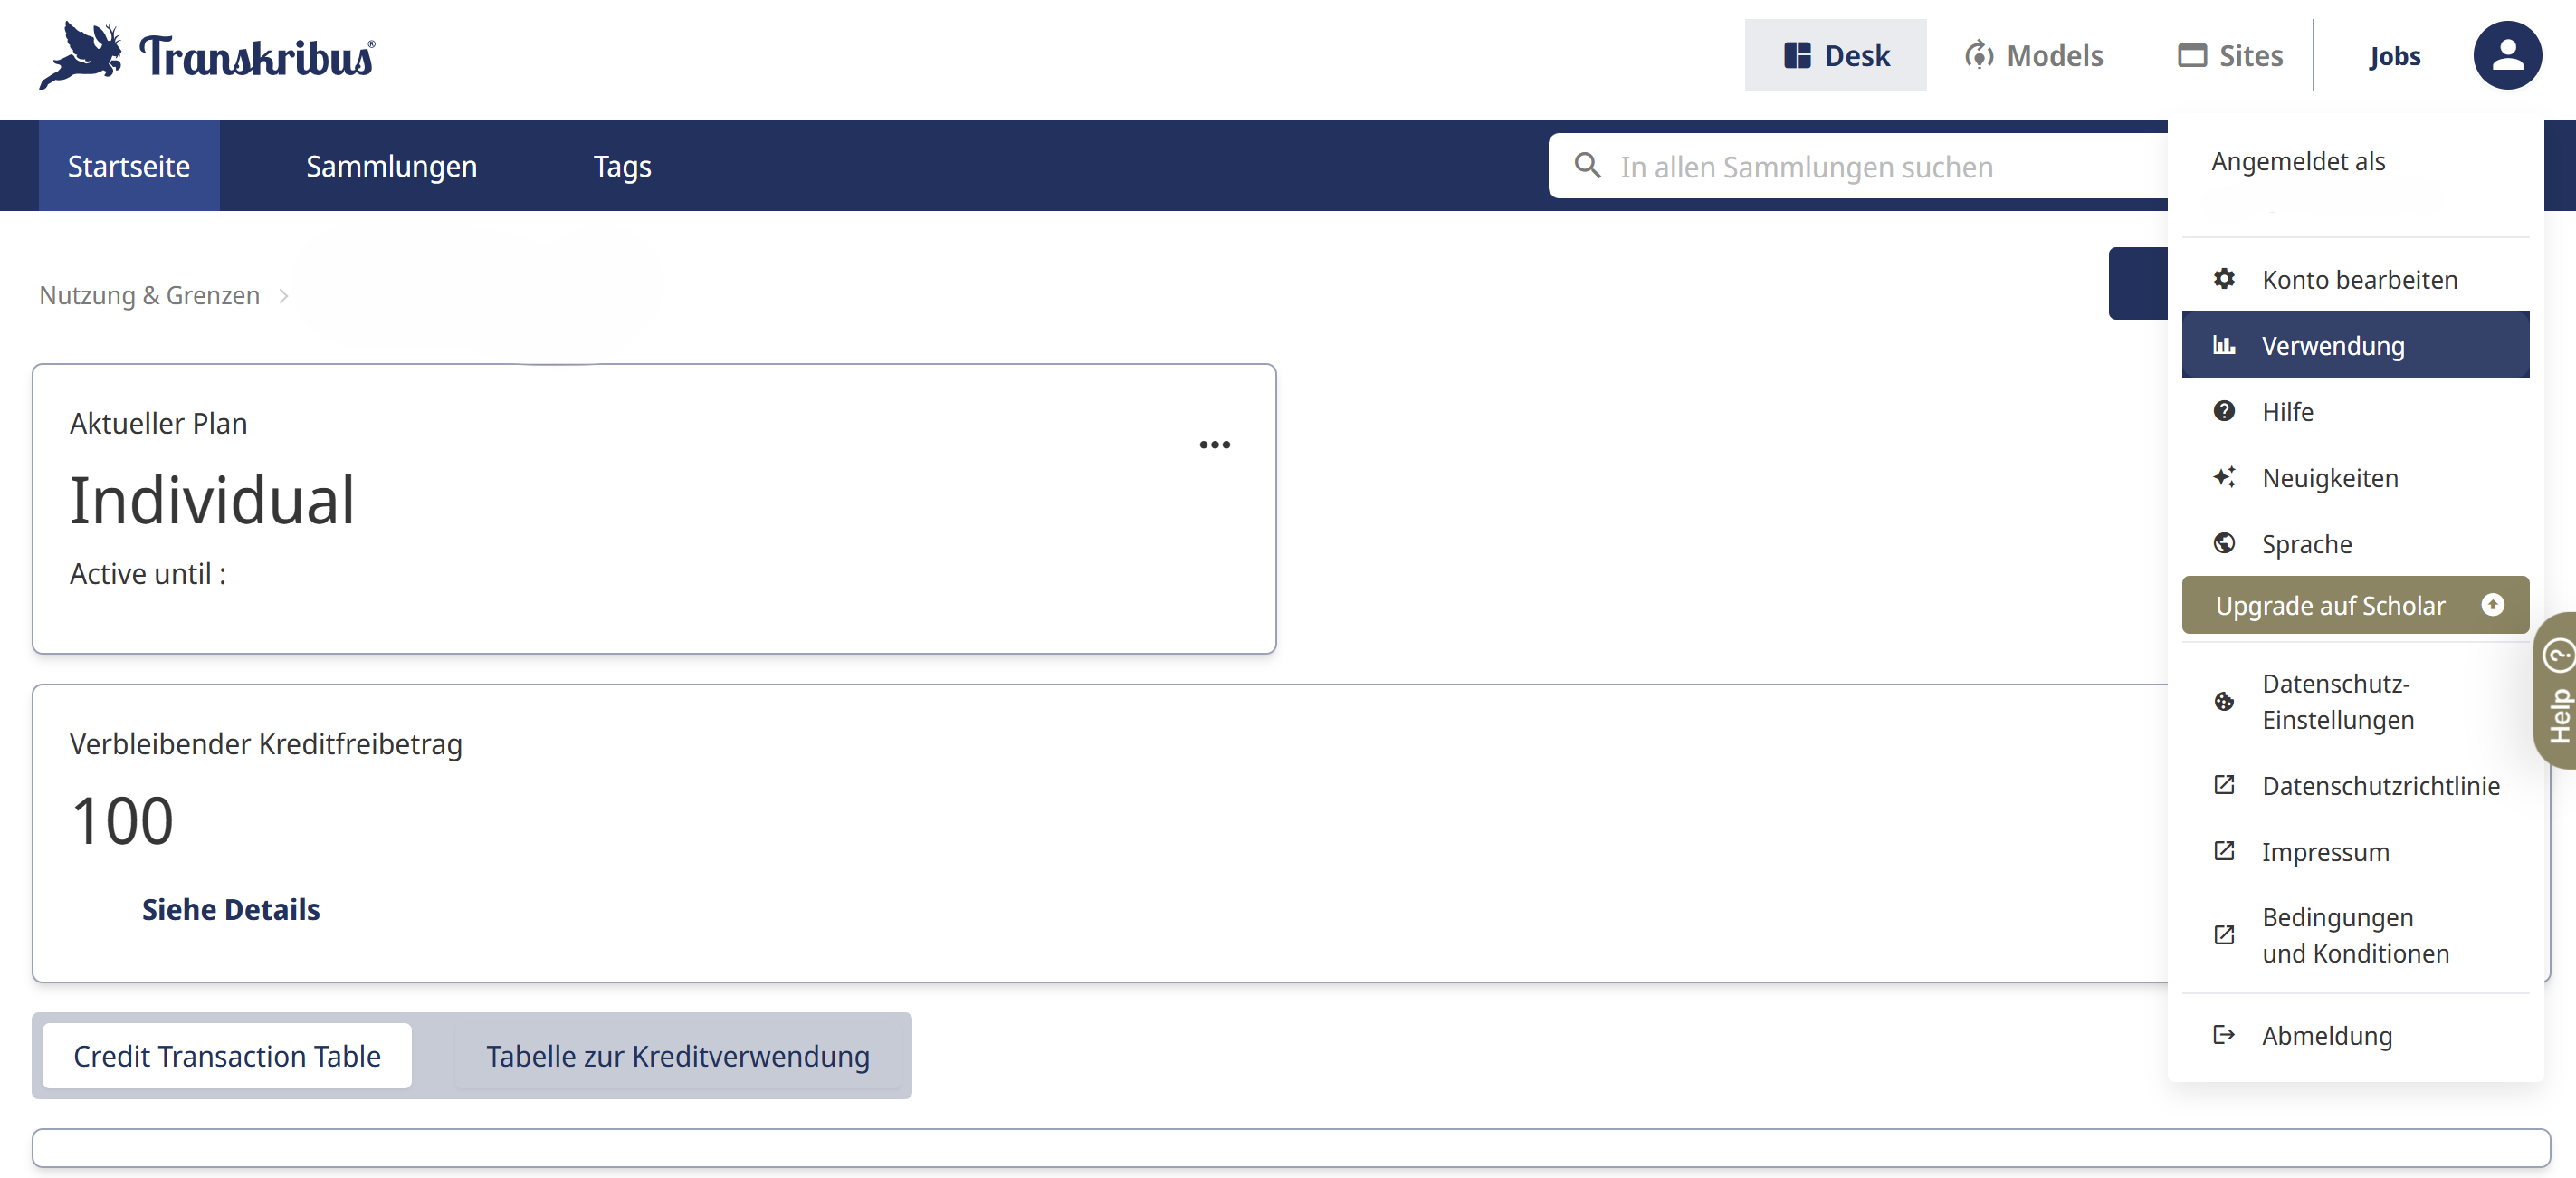 Transkribus®
Desk
Models
Sites
Jobs
Startseite
Sammlungen
Tags
In allen Sammlungen suchen
Nutzung & Grenzen
Aktueller Plan
Individual
Active until :
Verbleibender Kreditfreibetrag
100
Siehe Details
Credit Transaction Table
Tabelle zur Kreditverwendung
Angemeldet als
Konto bearbeiten
Verwendung
Hilfe
Neuigkeiten
Sprache
Upgrade auf Scholar
Datenschutz-
Einstellungen
Datenschutzrichtlinie
Impressum
Bedingungen
und Konditionen
Abmeldung
Help